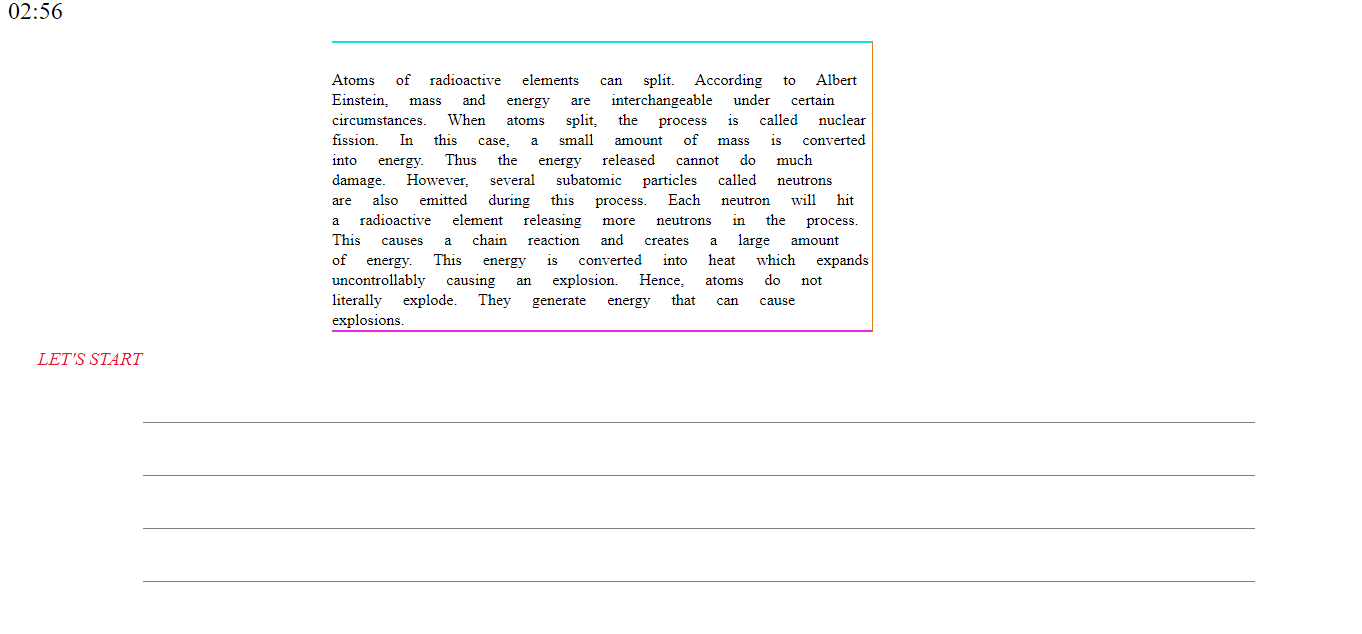 02:56
Atoms of radioactive elements can split. According to Albert
Einstein, mass and energy are interchangeable under certain
circumstances. When atoms split, the process is called nuclear
fission. In this case, a small amount of mass is converted
into energy. Thus the energy released cannot do much
damage. However, several subatomic particles called neutrons
are also emitted during this process. Each neutron will hit
a radioactive element releasing more neutrons in the process.
This causes a chain reaction and creates a large amount
of energy. This energy is converted into heat which expands
uncontrollably causing an explosion. Hence, atoms do not
literally explode. They generate energy that can cause
explosions.
LET'S START